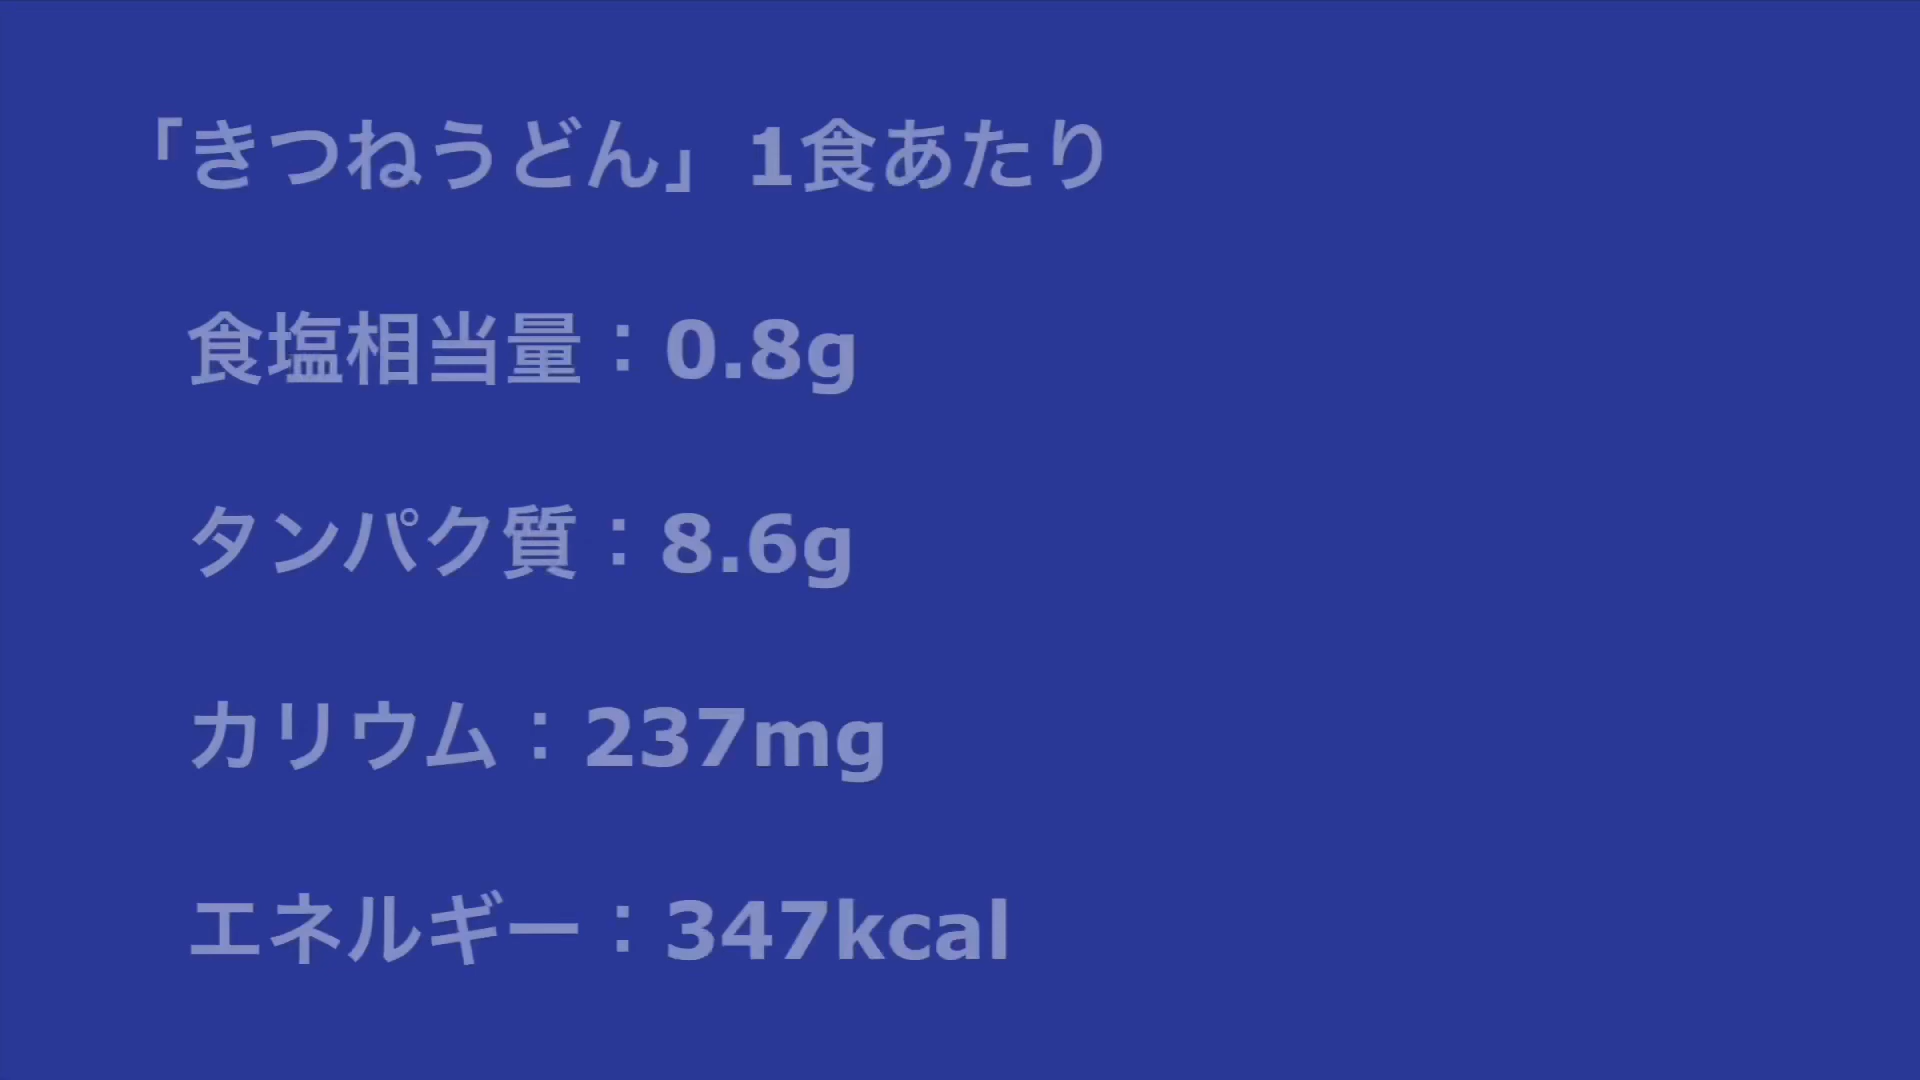 「きつねうどん」1食あたり
食塩相当量：0.8g
タンパク質：8.6g
カリウム：237mg
エネルギー：347kcal